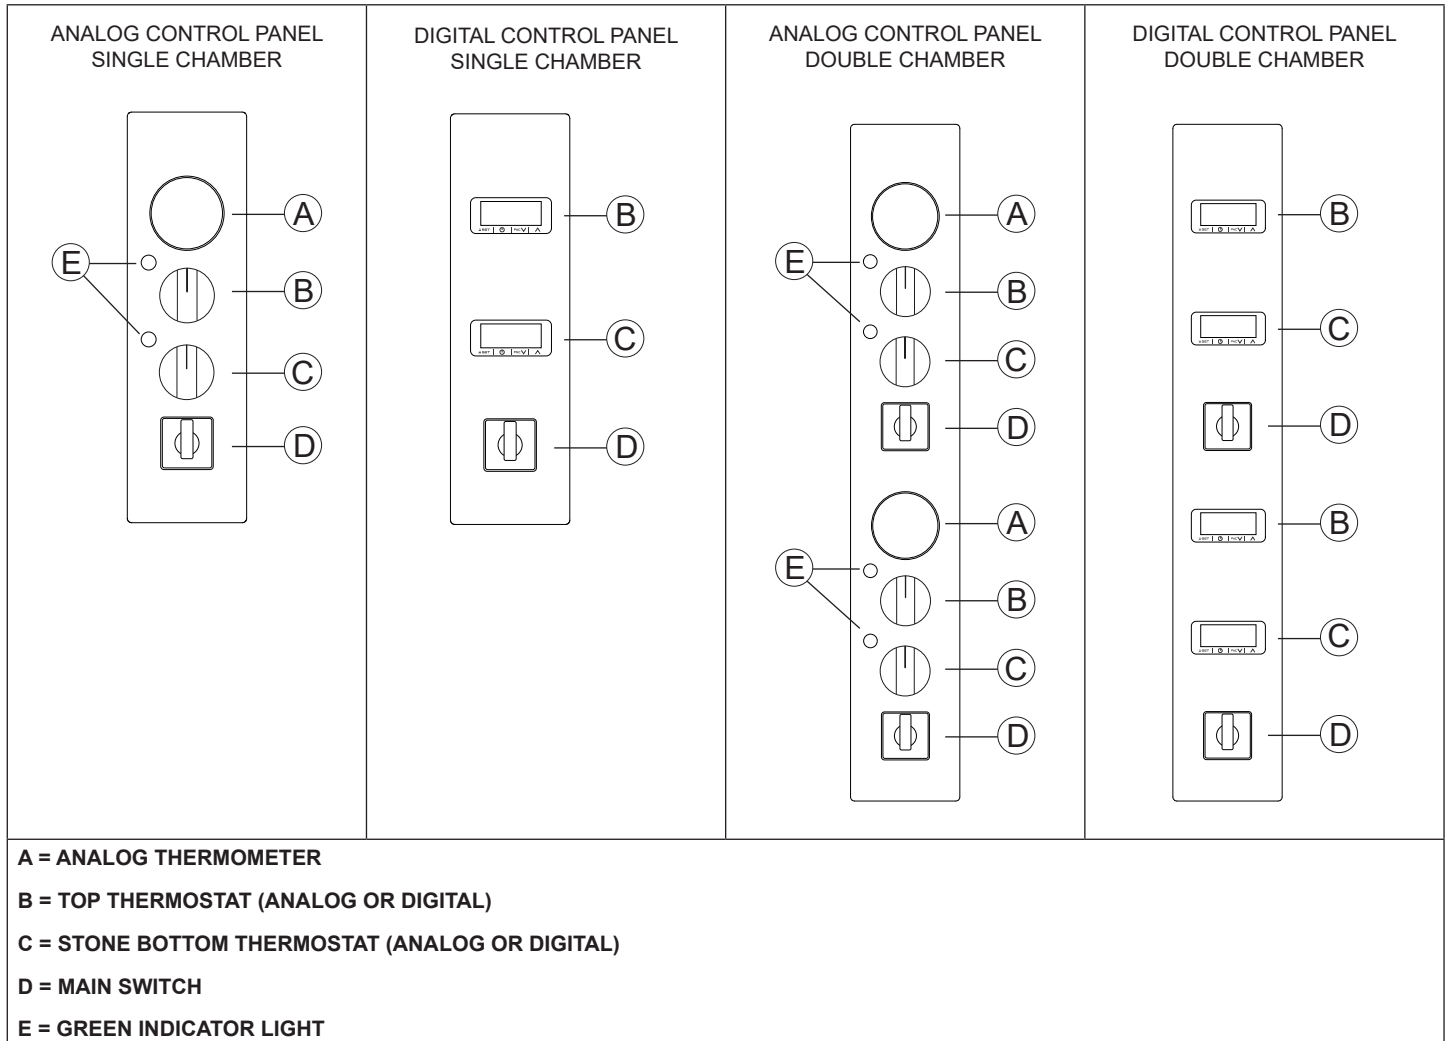 ANALOG CONTROL PANEL
SINGLE CHAMBER
A
E
B
C
D
DIGITAL CONTROL PANEL
SINGLE CHAMBER
B
C
D
ANALOG CONTROL PANEL
DOUBLE CHAMBER
A
E
B
C
D
A
E
B
C
D
DIGITAL CONTROL PANEL
DOUBLE CHAMBER
B
C
D
B
C
D
A = ANALOG THERMOMETER
B = TOP THERMOSTAT (ANALOG OR DIGITAL)
C = STONE BOTTOM THERMOSTAT (ANALOG OR DIGITAL)
D = MAIN SWITCH
E = GREEN INDICATOR LIGHT